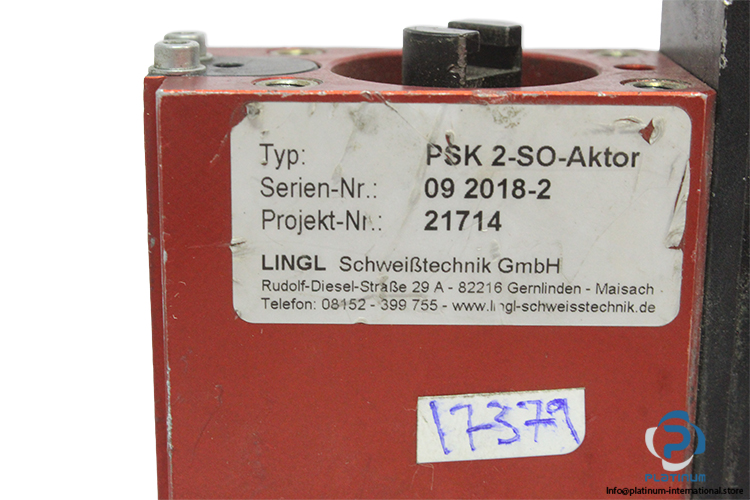 Typ: PSK 2-SO-Aktor
Serien-Nr.: 09 2018-2
Projekt-Nr.: 21714
LINGL Schweißtechnik GmbH
Rudolf-Diesel-Straße 29 A - 82216 Gernlinden - Maisach
Telefon: 08152 - 399 755 - www.lingl-schweisstechnik.de
17379
PLATINUM
Info@platinum-international.store